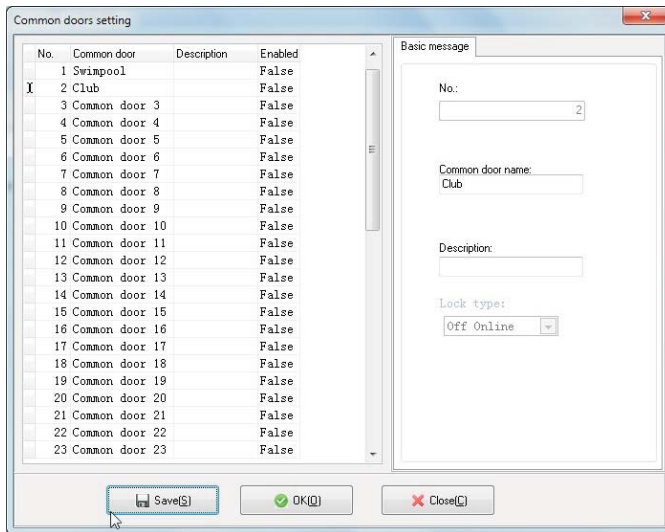 Common doors setting
No. Common door Description Enabled
1 Swimpool False
2 Club False
3 Common door 3 False
4 Common door 4 False
5 Common door 5 False
6 Common door 6 False
7 Common door 7 False
8 Common door 8 False
9 Common door 9 False
10 Common door 10 False
11 Common door 11 False
12 Common door 12 False
13 Common door 13 False
14 Common door 14 False
15 Common door 15 False
16 Common door 16 False
17 Common door 17 False
18 Common door 18 False
19 Common door 19 False
20 Common door 20 False
21 Common door 21 False
22 Common door 22 False
23 Common door 23 False
Basic message
No.:
2
Common door name:
Club
Description:
Lock type:
Off Online
Save(S) OK(O) Close(C)